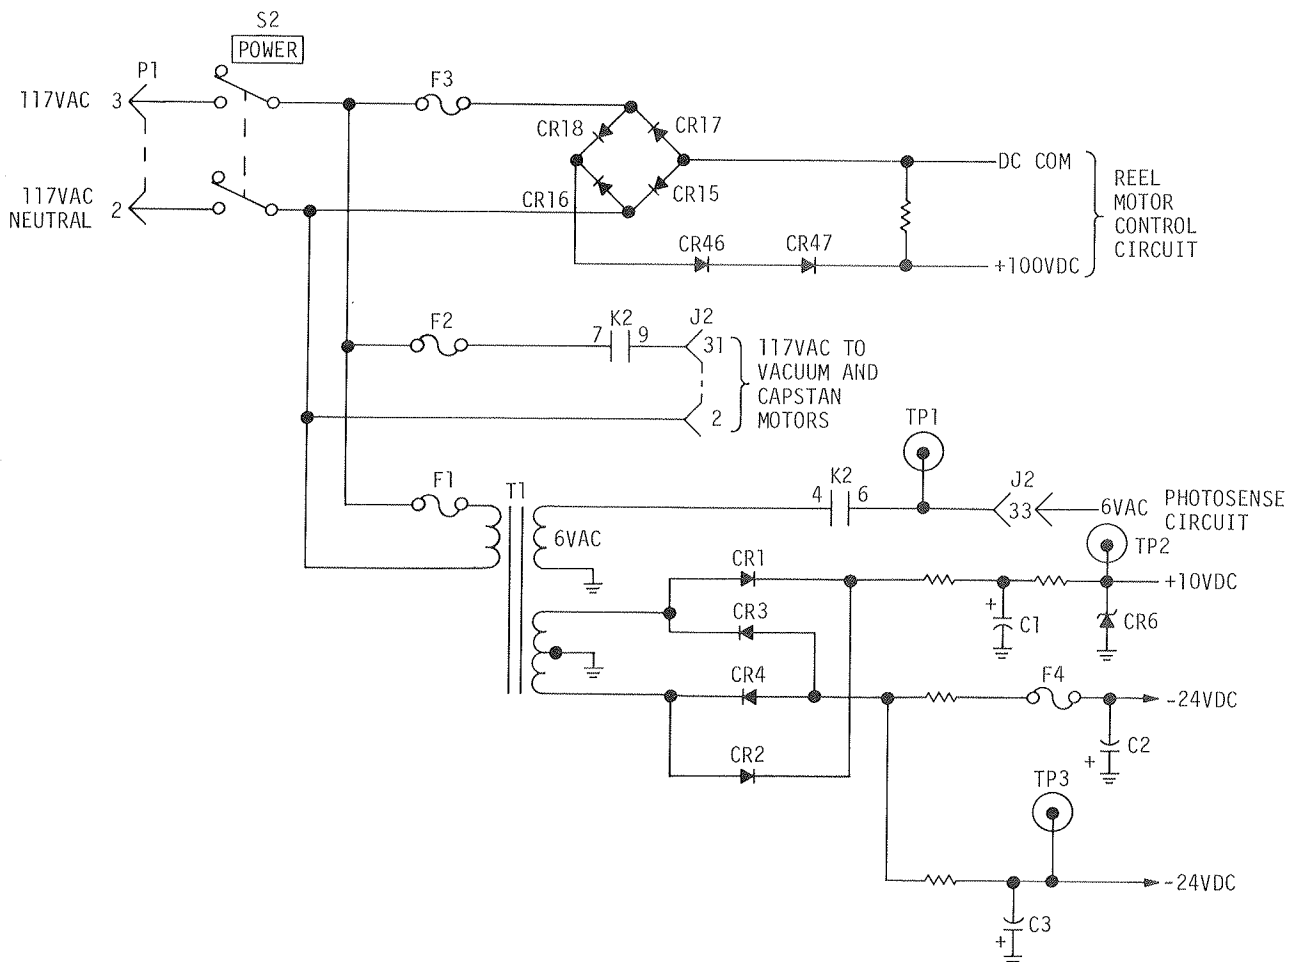 S2
POWER
P1
117VAC 3
117VAC
NEUTRAL 2
F3
CR18
CR17
CR16
CR15
DC COM
REEL
MOTOR
CONTROL
CIRCUIT
CR46
CR47
+100VDC
F2
7 K2 9
J2
31
117VAC TO
VACUUM AND
CAPSTAN
MOTORS
2
TP1
F1
T1
6VAC
4 K2 6
J2
33
6VAC
PHOTOSENSE
CIRCUIT
TP2
CR1
+10VDC
CR3
+
C1
CR6
CR4
F4
-24VDC
CR2
+
C2
TP3
-24VDC
+
C3